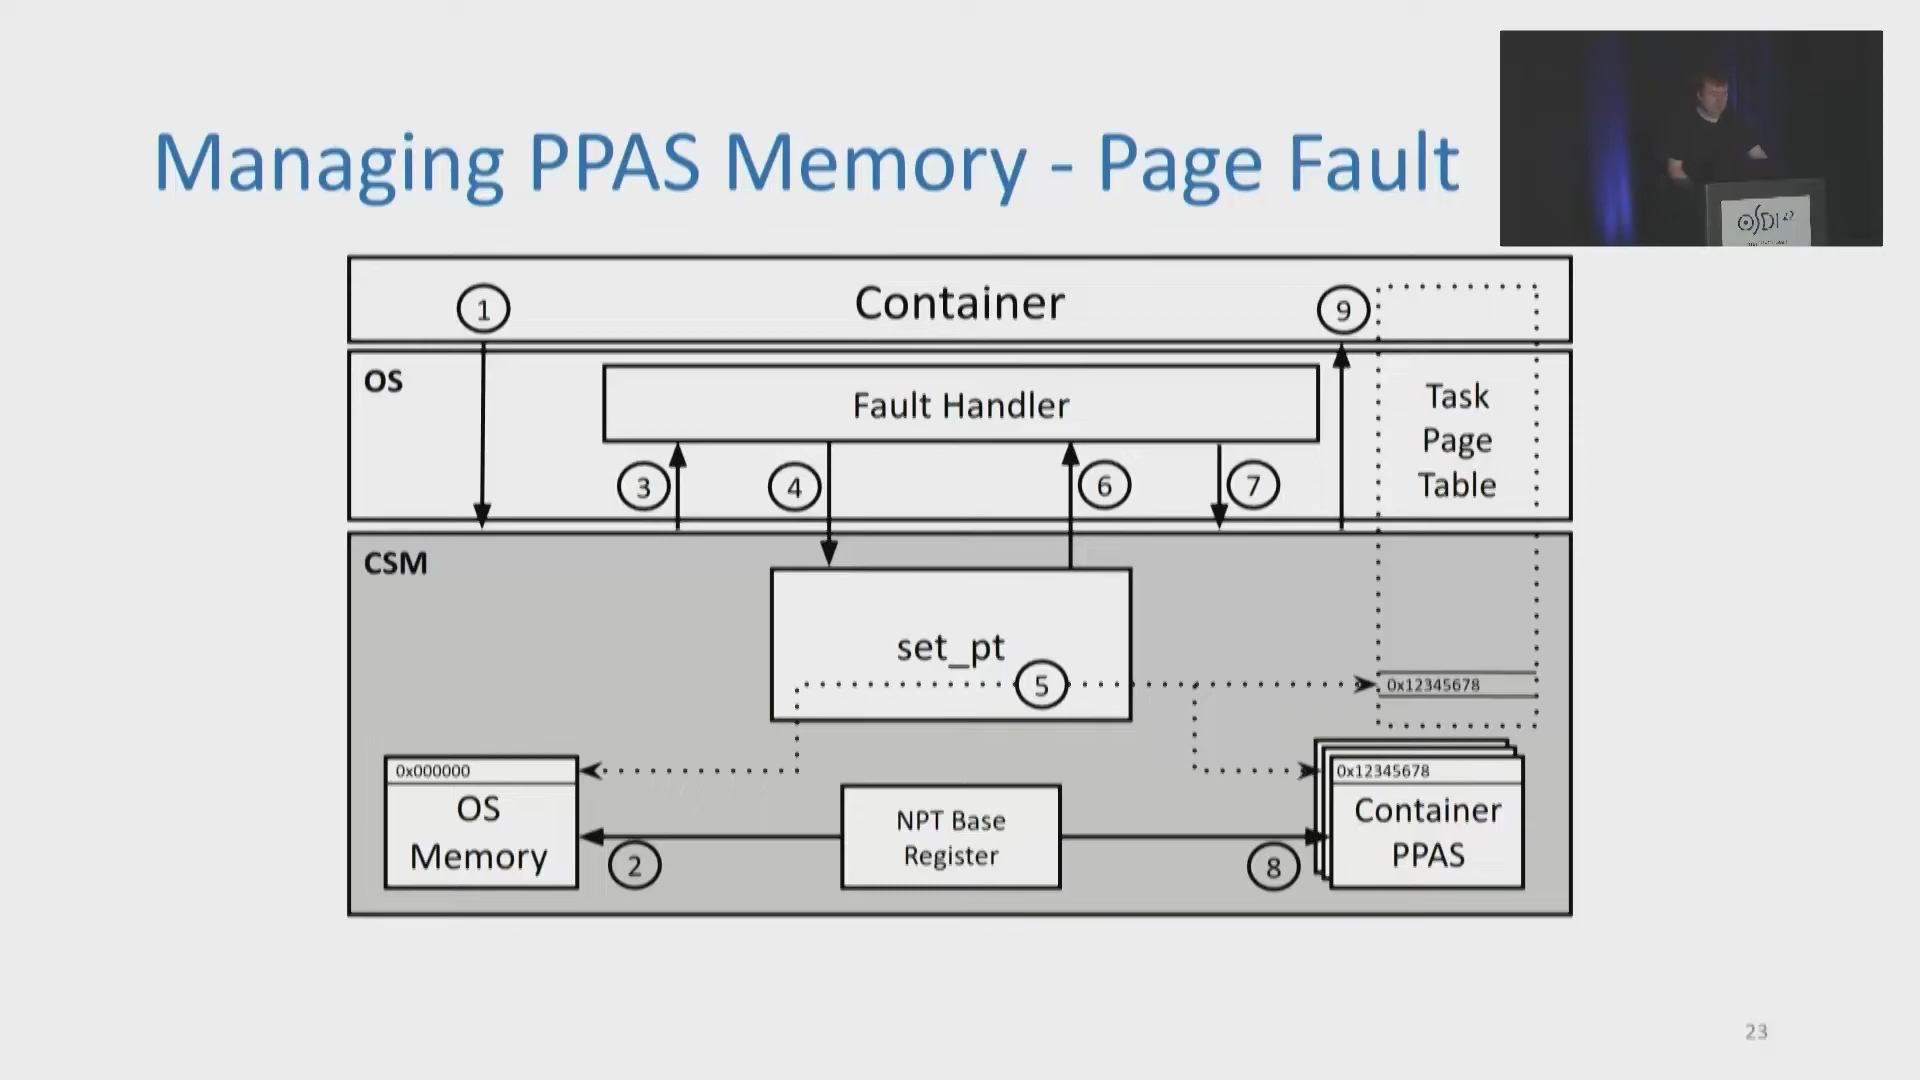 Managing PPAS Memory - Page Fault
OSDI
1
Container
9
OS
Fault Handler
Task
Page
Table
3
4
6
7
CSM
set_pt
5
0x12345678
0x000000
OS
Memory
2
NPT Base
Register
8
0x12345678
Container
PPAS
23